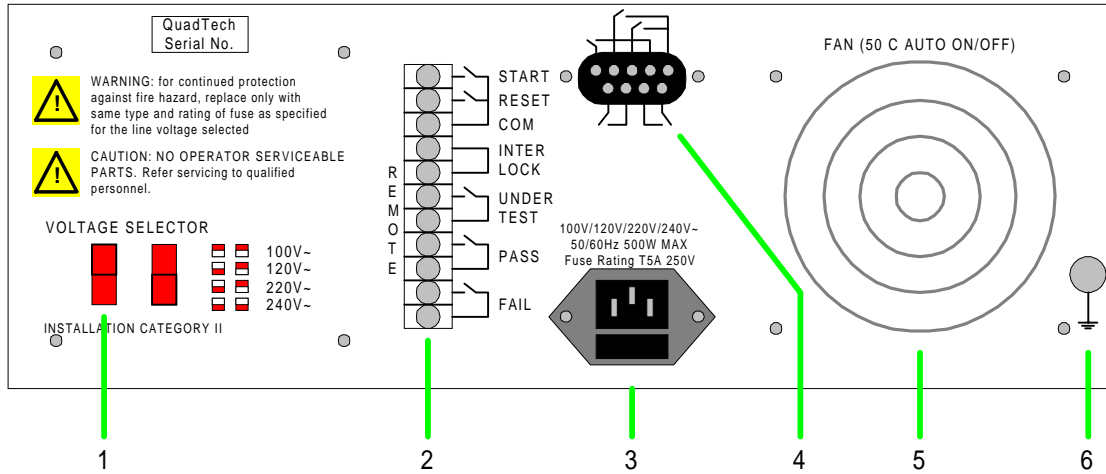 QuadTech
Serial No.
WARNING: for continued protection
against fire hazard, replace only with
same type and rating of fuse as specified
for the line voltage selected
CAUTION: NO OPERATOR SERVICEABLE
PARTS. Refer servicing to qualified
personnel.
VOLTAGE SELECTOR
100V~
120V~
220V~
240V~
INSTALLATION CATEGORY II
REMOTE
START
RESET
COM
INTER
LOCK
UNDER
TEST
PASS
FAIL
100V/120V/220V/240V~
50/60Hz 500W MAX
Fuse Rating T5A 250V
FAN (50 C AUTO ON/OFF)
1
2
3
4
5
6